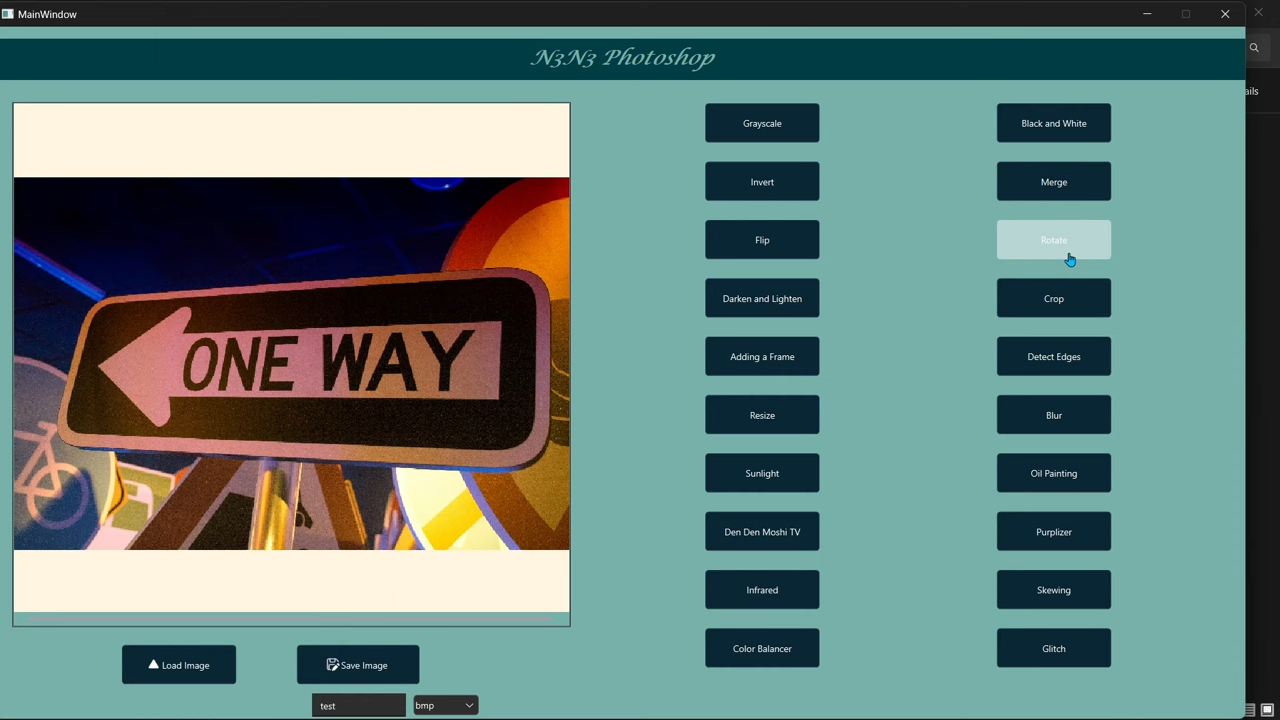 MainWindow
ails
N3N3 Photoshop
Grayscale
Black and White
Invert
Merge
Flip
Rotate
Darken and Lighten
Crop
Adding a Frame
Detect Edges
Resize
Blur
Sunlight
Oil Painting
Den Den Moshi TV
Purplizer
Infrared
Skewing
Color Balancer
Glitch
ONE WAY
Load Image
Save Image
test
bmp